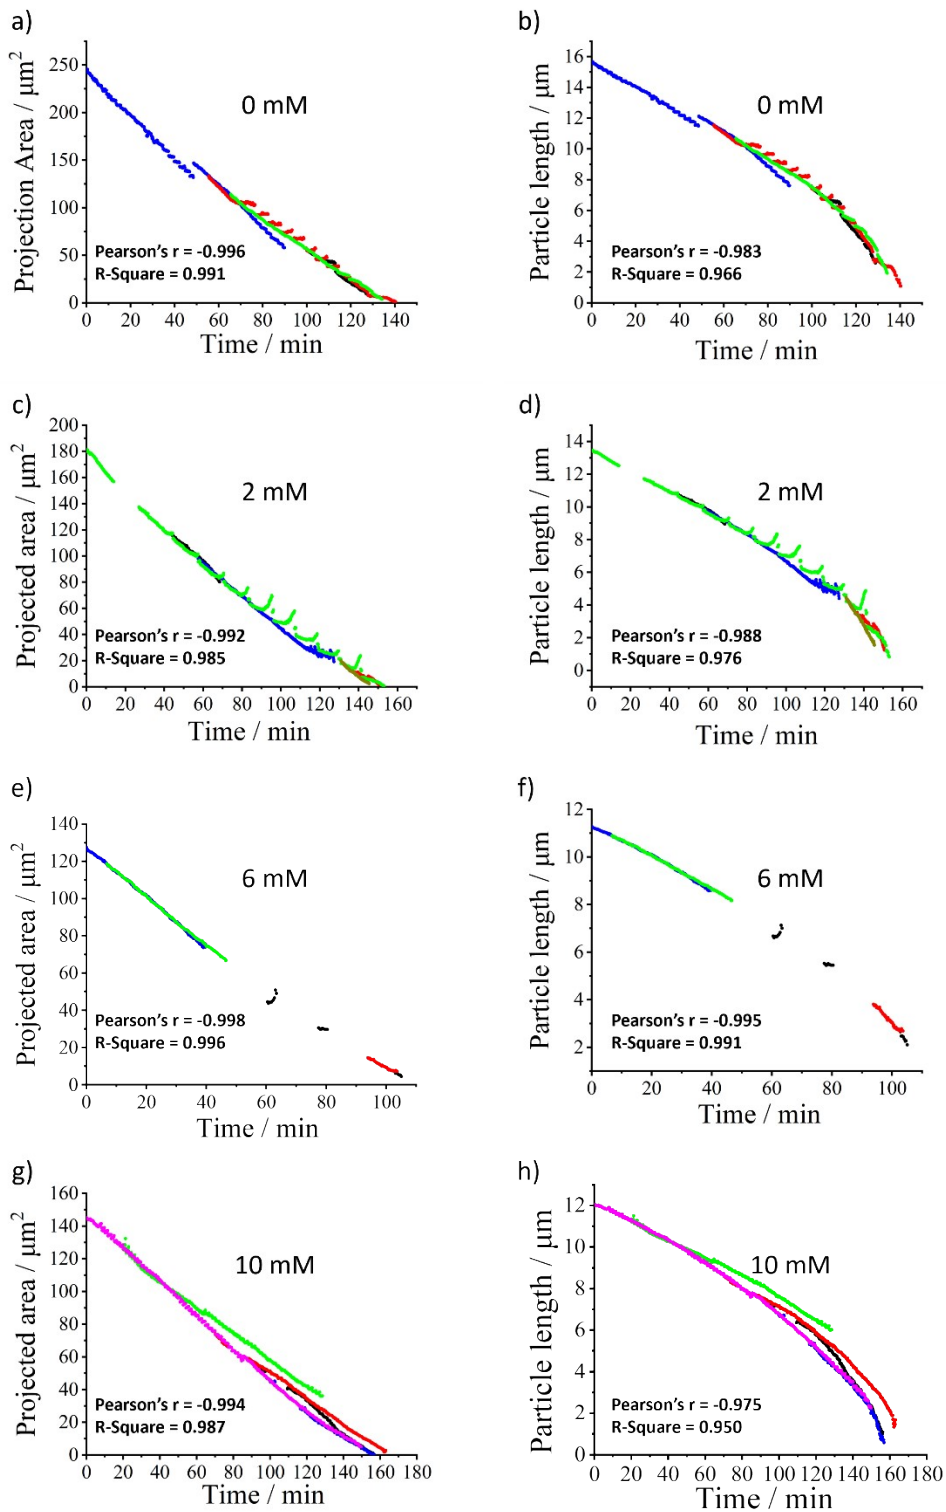 a)
250
200
150
100
50
0
Projection Area / μm²
0 mM
Pearson's r = -0.996
R-Square = 0.991
0 20 40 60 80 100 120 140
Time / min
b)
16
14
12
10
8
6
4
2
0
Particle length / μm
0 mM
Pearson's r = -0.983
R-Square = 0.966
0 20 40 60 80 100 120 140
Time / min
c)
200
180
160
140
120
100
80
60
40
20
0
Projected area / μm²
2 mM
Pearson's r = -0.992
R-Square = 0.985
0 20 40 60 80 100 120 140 160
Time / min
d)
14
12
10
8
6
4
2
0
Particle length / μm
2 mM
Pearson's r = -0.988
R-Square = 0.976
0 20 40 60 80 100 120 140 160
Time / min
e)
140
120
100
80
60
40
20
0
Projected area / μm²
6 mM
Pearson's r = -0.998
R-Square = 0.996
0 20 40 60 80 100
Time / min
f)
12
10
8
6
4
2
Particle length / μm
6 mM
Pearson's r = -0.995
R-Square = 0.991
0 20 40 60 80 100
Time / min
g)
160
140
120
100
80
60
40
20
0
Projected area / μm²
10 mM
Pearson's r = -0.994
R-Square = 0.987
0 20 40 60 80 100 120 140 160 180
Time / min
h)
12
10
8
6
4
2
0
Particle length / μm
10 mM
Pearson's r = -0.975
R-Square = 0.950
0 20 40 60 80 100 120 140 160 180
Time / min